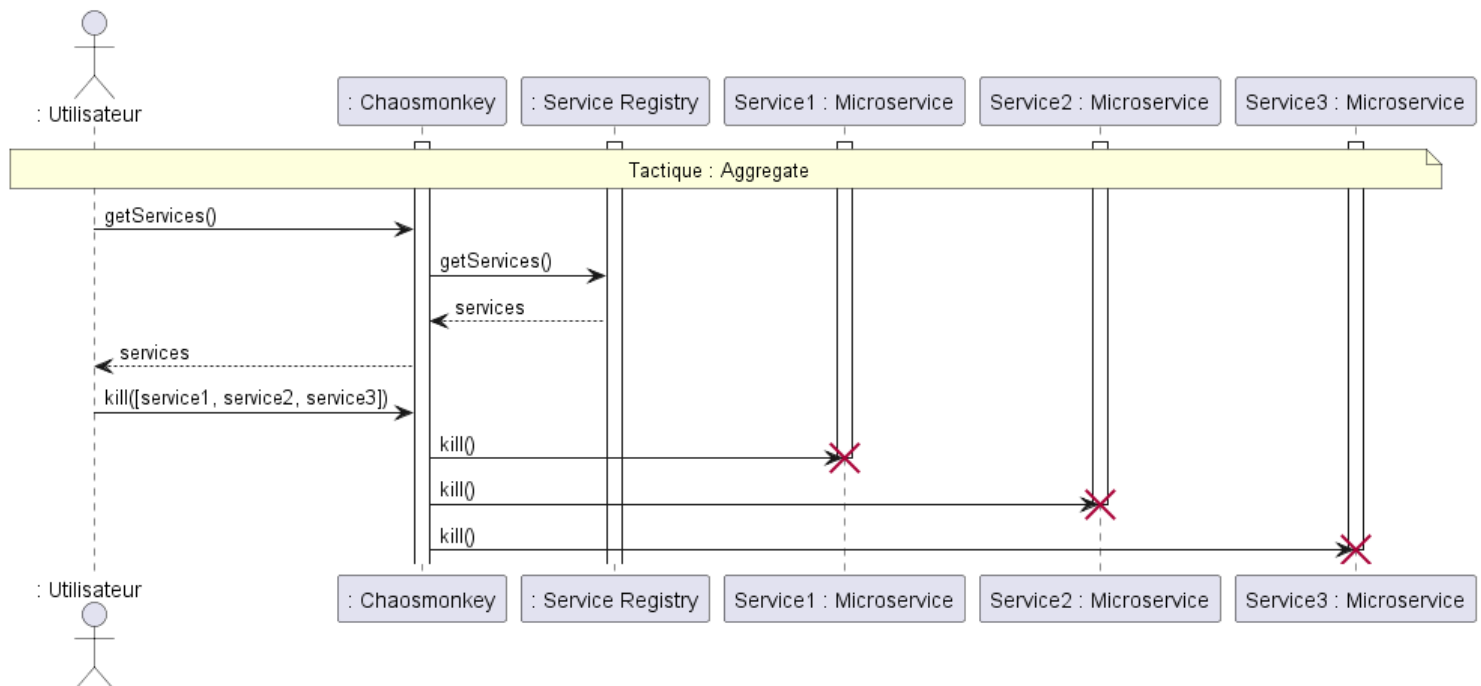 : Utilisateur
: Chaosmonkey
: Service Registry
Service1 : Microservice
Service2 : Microservice
Service3 : Microservice
Tactique : Aggregate
getServices()
getServices()
services
services
kill([service1, service2, service3])
kill()
kill()
kill()
: Utilisateur
: Chaosmonkey
: Service Registry
Service1 : Microservice
Service2 : Microservice
Service3 : Microservice